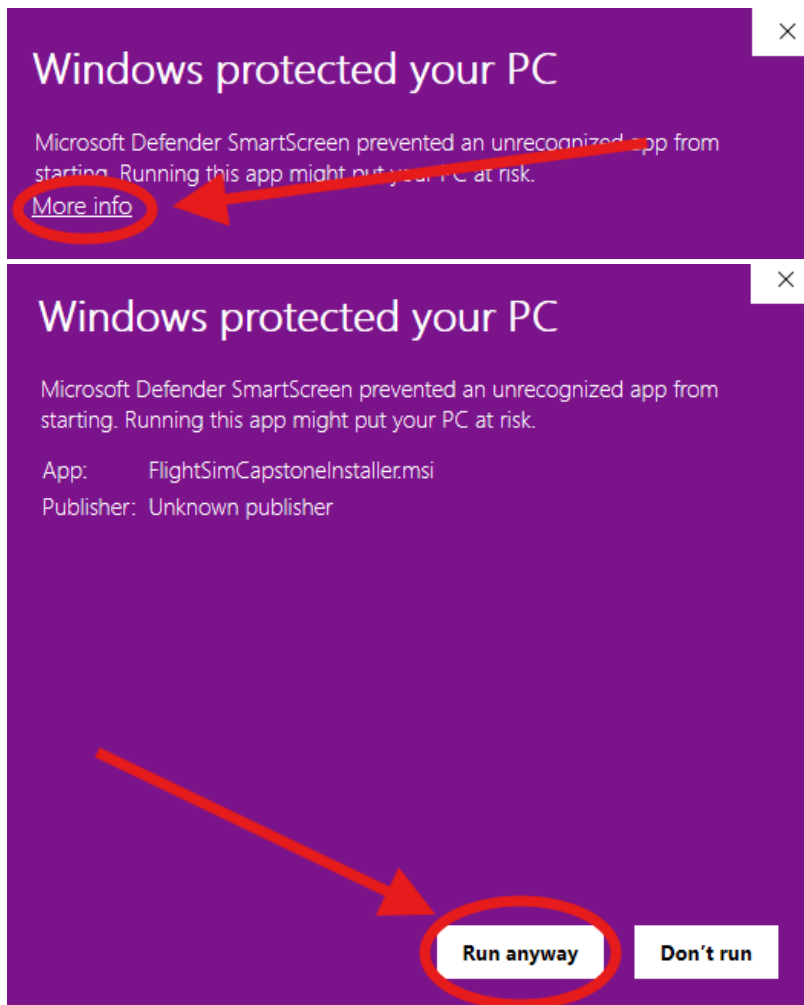 Windows protected your PC
Microsoft Defender SmartScreen prevented an unrecognized app from
starting. Running this app might put your PC at risk.
More info
Windows protected your PC
Microsoft Defender SmartScreen prevented an unrecognized app from
starting. Running this app might put your PC at risk.
App: FlightSimCapstoneInstaller.msi
Publisher: Unknown publisher
Run anyway Don't run